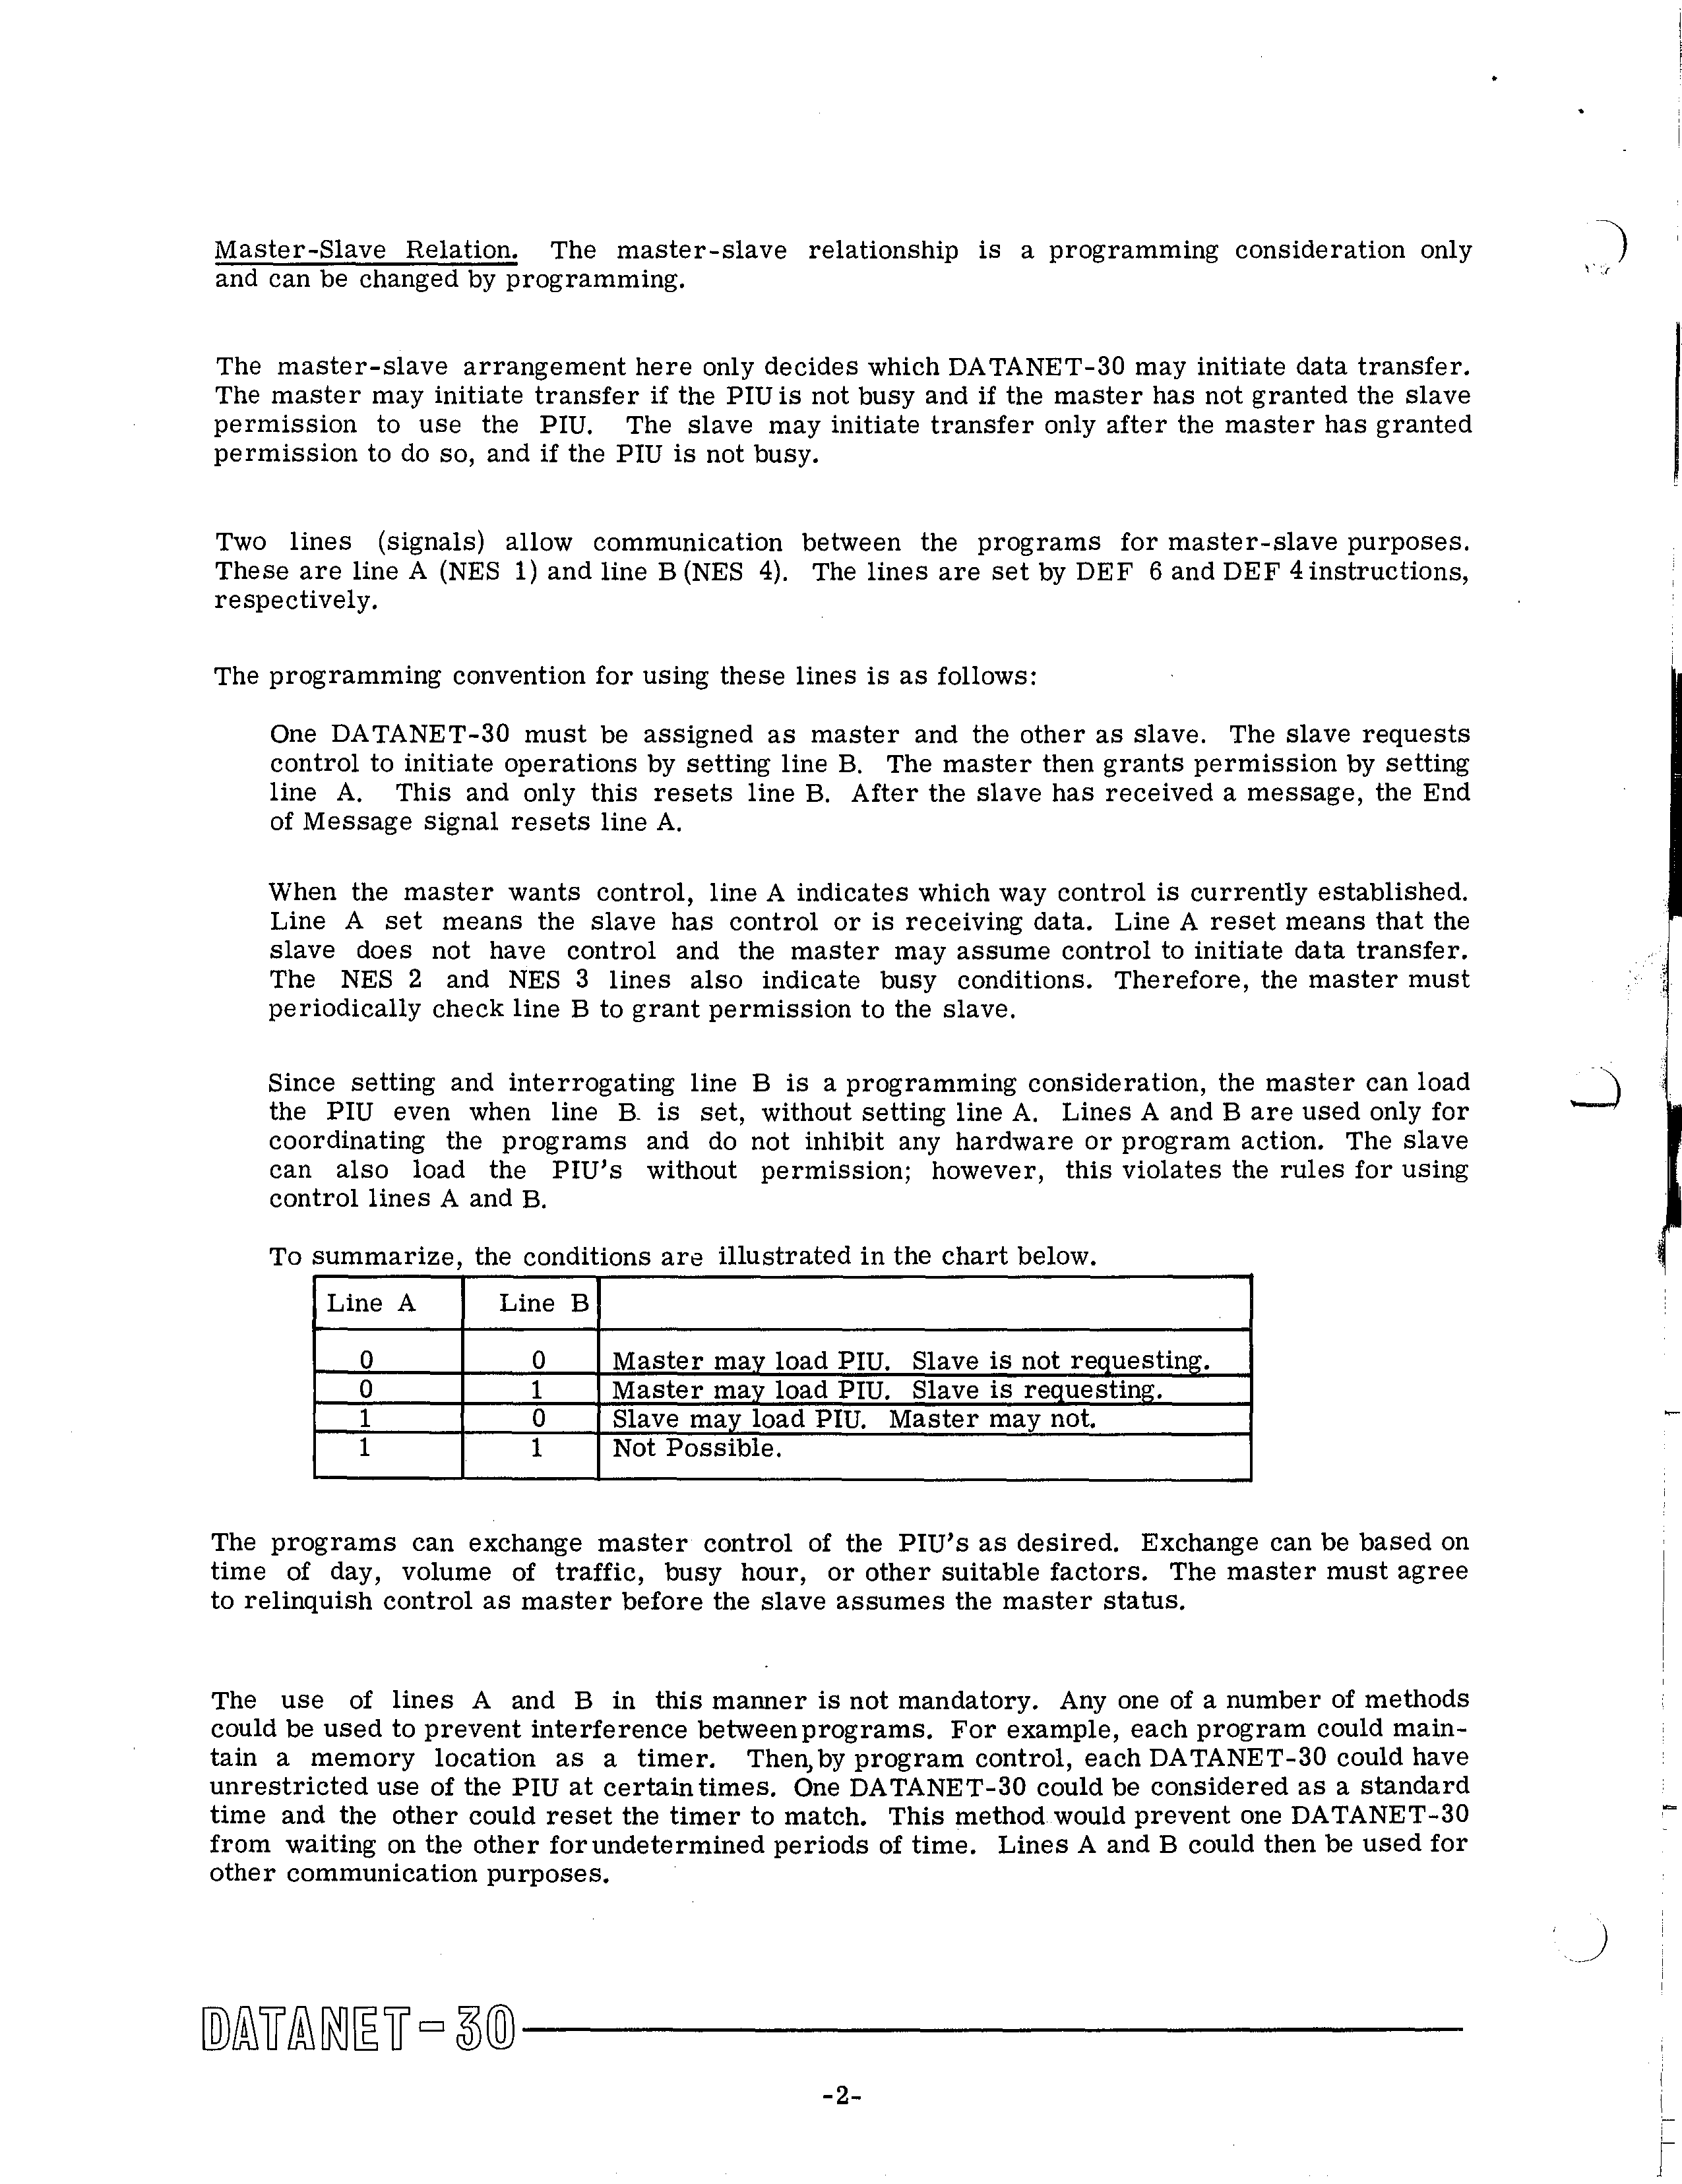 Master-Slave Relation. The master-slave relationship is a programming consideration only
and can be changed by programming.
The master-slave arrangement here only decides which DATANET-30 may initiate data transfer.
The master may initiate transfer if the PIU is not busy and if the master has not granted the slave
permission to use the PIU. The slave may initiate transfer only after the master has granted
permission to do so, and if the PIU is not busy.
Two lines (signals) allow communication between the programs for master-slave purposes.
These are line A (NES 1) and line B (NES 4). The lines are set by DEF 6 and DEF 4 instructions,
respectively.
The programming convention for using these lines is as follows:
One DATANET-30 must be assigned as master and the other as slave. The slave requests
control to initiate operations by setting line B. The master then grants permission by setting
line A. This and only this resets line B. After the slave has received a message, the End
of Message signal resets line A.
When the master wants control, line A indicates which way control is currently established.
Line A set means the slave has control or is receiving data. Line A reset means that the
slave does not have control and the master may assume control to initiate data transfer.
The NES 2 and NES 3 lines also indicate busy conditions. Therefore, the master must
periodically check line B to grant permission to the slave.
Since setting and interrogating line B is a programming consideration, the master can load
the PIU even when line B is set, without setting line A. Lines A and B are used only for
coordinating the programs and do not inhibit any hardware or program action. The slave
can also load the PIU's without permission; however, this violates the rules for using
control lines A and B.
To summarize, the conditions are illustrated in the chart below.
Line A Line B
0 0 Master may load PIU. Slave is not requesting.
0 1 Master may load PIU. Slave is requesting.
1 0 Slave may load PIU. Master may not.
1 1 Not Possible.
The programs can exchange master control of the PIU's as desired. Exchange can be based on
time of day, volume of traffic, busy hour, or other suitable factors. The master must agree
to relinquish control as master before the slave assumes the master status.
The use of lines A and B in this manner is not mandatory. Any one of a number of methods
could be used to prevent interference between programs. For example, each program could main-
tain a memory location as a timer. Then, by program control, each DATANET-30 could have
unrestricted use of the PIU at certain times. One DATANET-30 could be considered as a standard
time and the other could reset the timer to match. This method would prevent one DATANET-30
from waiting on the other for undetermined periods of time. Lines A and B could then be used for
other communication purposes.
DATANET-30
-2-